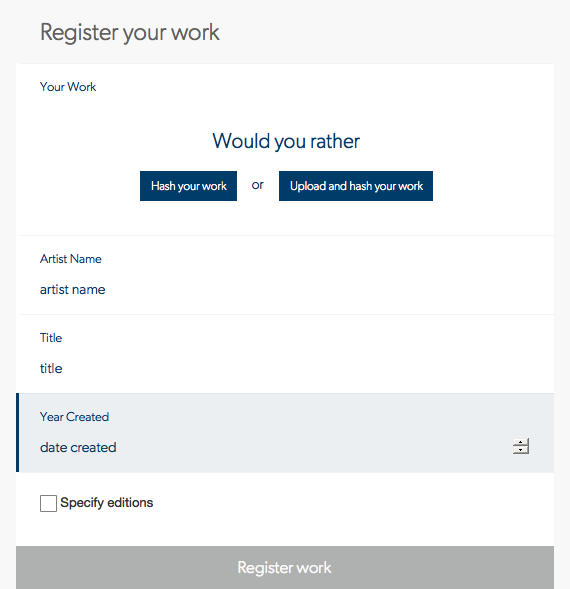 Register your work
Your Work
Would you rather
Hash your work or Upload and hash your work
Artist Name
artist name
Title
title
Year Created
date created
Specify editions
Register work